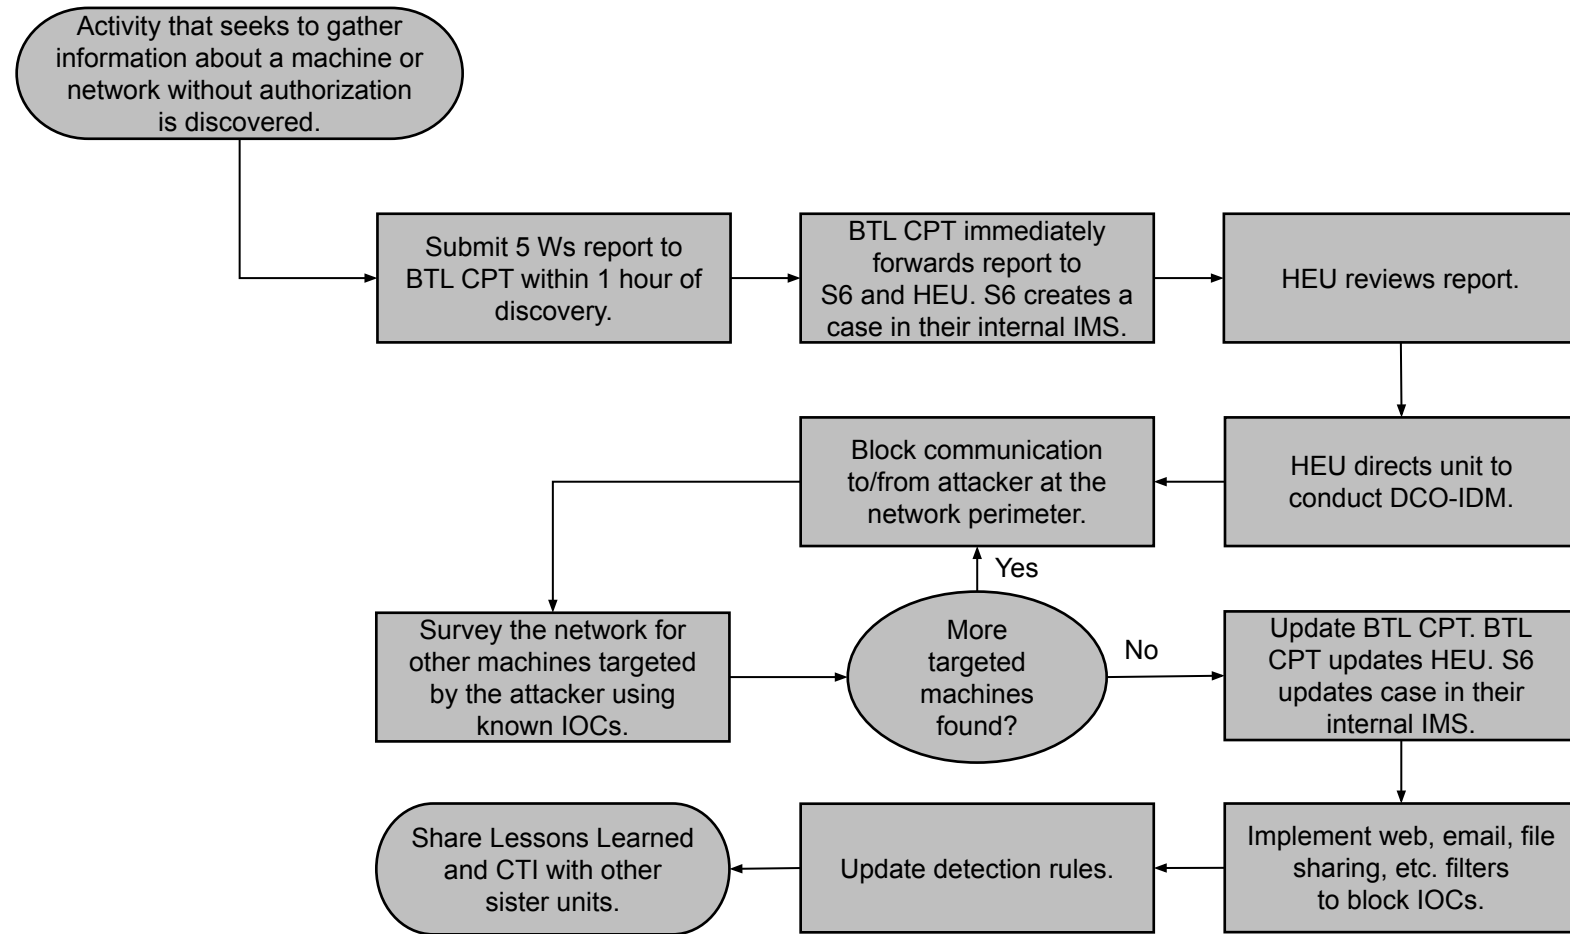 Activity that seeks to gather
information about a machine or
network without authorization
is discovered.
Submit 5 Ws report to
BTL CPT within 1 hour of
discovery.
BTL CPT immediately
forwards report to
S6 and HEU. S6 creates a
case in their internal IMS.
HEU reviews report.
HEU directs unit to
conduct DCO-IDM.
Block communication
to/from attacker at the
network perimeter.
Yes
Survey the network for
other machines targeted
by the attacker using
known IOCs.
More
targeted
machines
found?
No
Update BTL CPT. BTL
CPT updates HEU. S6
updates case in their
internal IMS.
Implement web, email, file
sharing, etc. filters
to block IOCs.
Update detection rules.
Share Lessons Learned
and CTI with other
sister units.